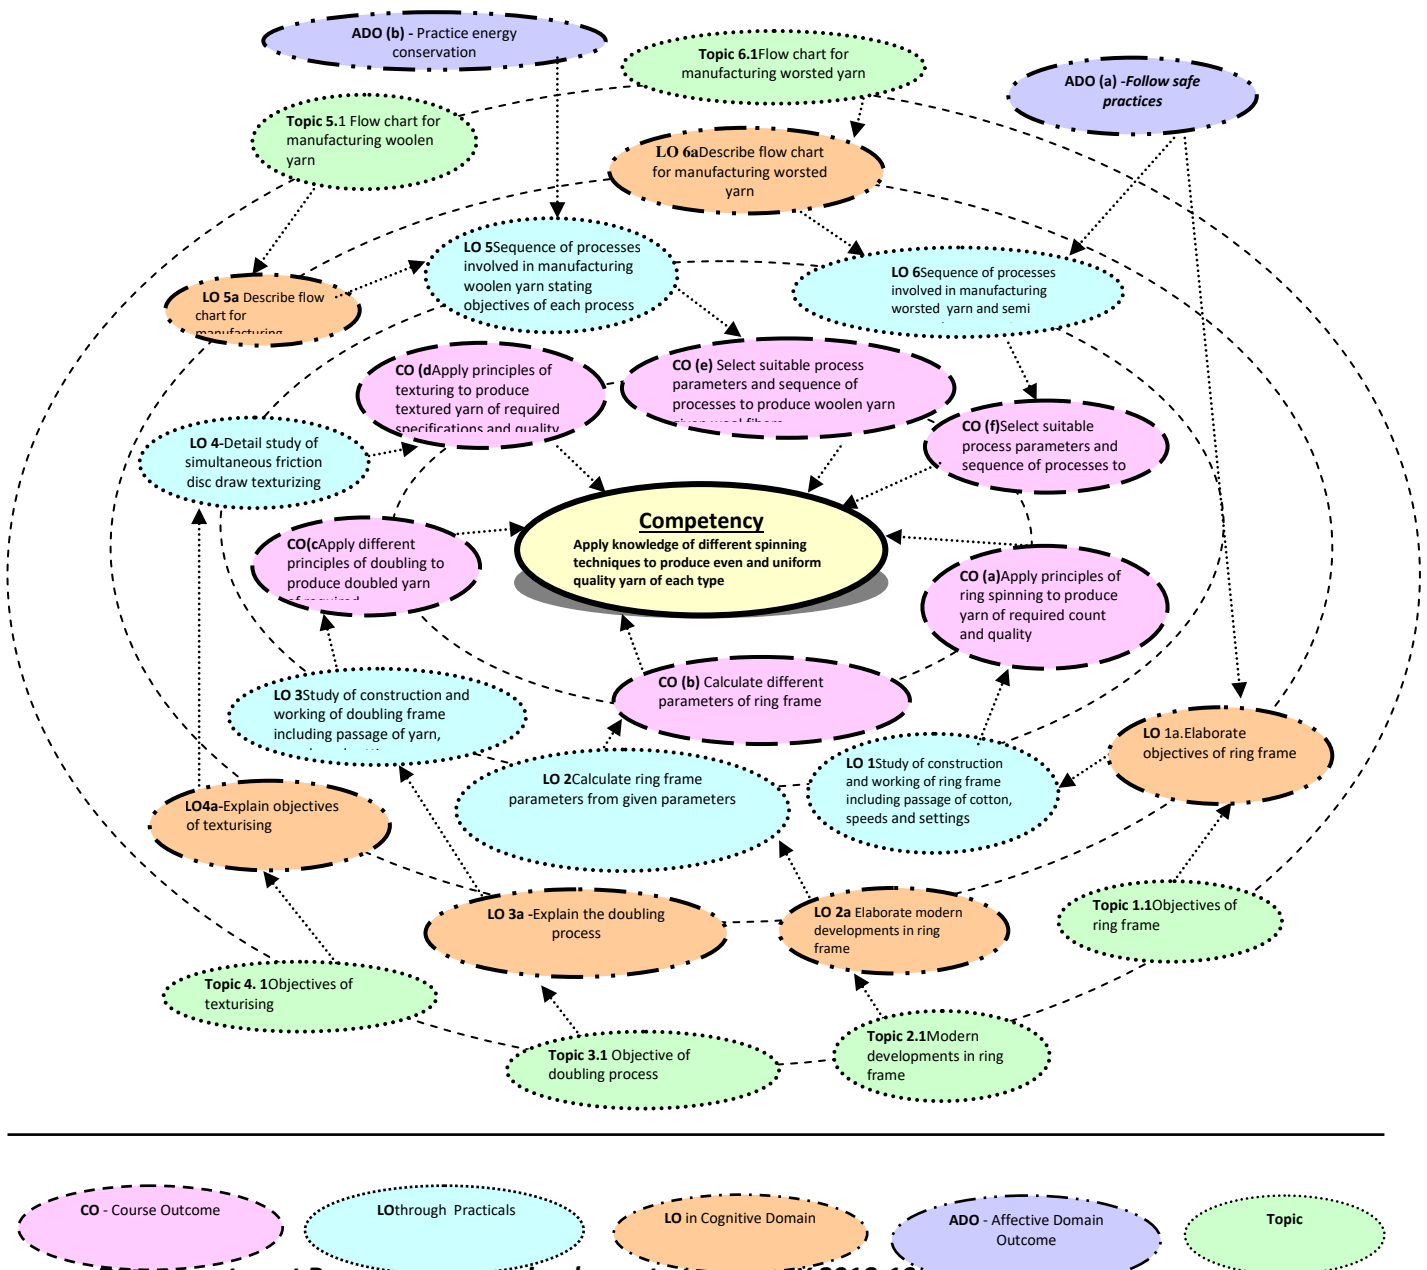 ADO (b) - Practice energy
conservation
Topic 6.1Flow chart for
manufacturing worsted yarn
ADO (a) -Follow safe
practices
Topic 5.1 Flow chart for
manufacturing woolen
yarn
LO 6aDescribe flow chart
for manufacturing worsted
yarn
LO 5Sequence of processes
involved in manufacturing
woolen yarn stating
objectives of each process
LO 6Sequence of processes
involved in manufacturing
worsted yarn and semi
LO 5a Describe flow
chart for
manufacturing
CO (dApply principles of
texturing to produce
textured yarn of required
specifications and quality
CO (e) Select suitable process
parameters and sequence of
processes to produce woolen yarn
CO (f)Select suitable
process parameters and
sequence of processes to
LO 4-Detail study of
simultaneous friction
disc draw texturizing
Competency
Apply knowledge of different spinning
techniques to produce even and uniform
quality yarn of each type
CO(cApply different
principles of doubling to
produce doubled yarn
of required
CO (a)Apply principles of
ring spinning to produce
yarn of required count
and quality
CO (b) Calculate different
parameters of ring frame
LO 3Study of construction and
working of doubling frame
including passage of yarn,
LO 1a.Elaborate
objectives of ring frame
LO 2Calculate ring frame
parameters from given parameters
LO 1Study of construction
and working of ring frame
including passage of cotton,
speeds and settings
LO4a-Explain objectives
of texturising
LO 3a -Explain the doubling
process
LO 2a Elaborate modern
developments in ring
frame
Topic 1.1Objectives of
ring frame
Topic 4. 1Objectives of
texturising
Topic 3.1 Objective of
doubling process
Topic 2.1Modern
developments in ring
frame
CO - Course Outcome
LOthrough Practicals
LO in Cognitive Domain
ADO - Affective Domain
Outcome
Topic